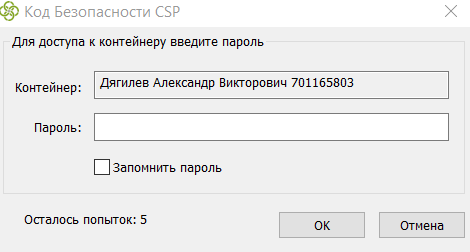 Код Безопасности CSP
Для доступа к контейнеру введите пароль
Контейнер: Дягилев Александр Викторович 701165803
Пароль:
Запомнить пароль
Осталось попыток: 5 ОК Отмена